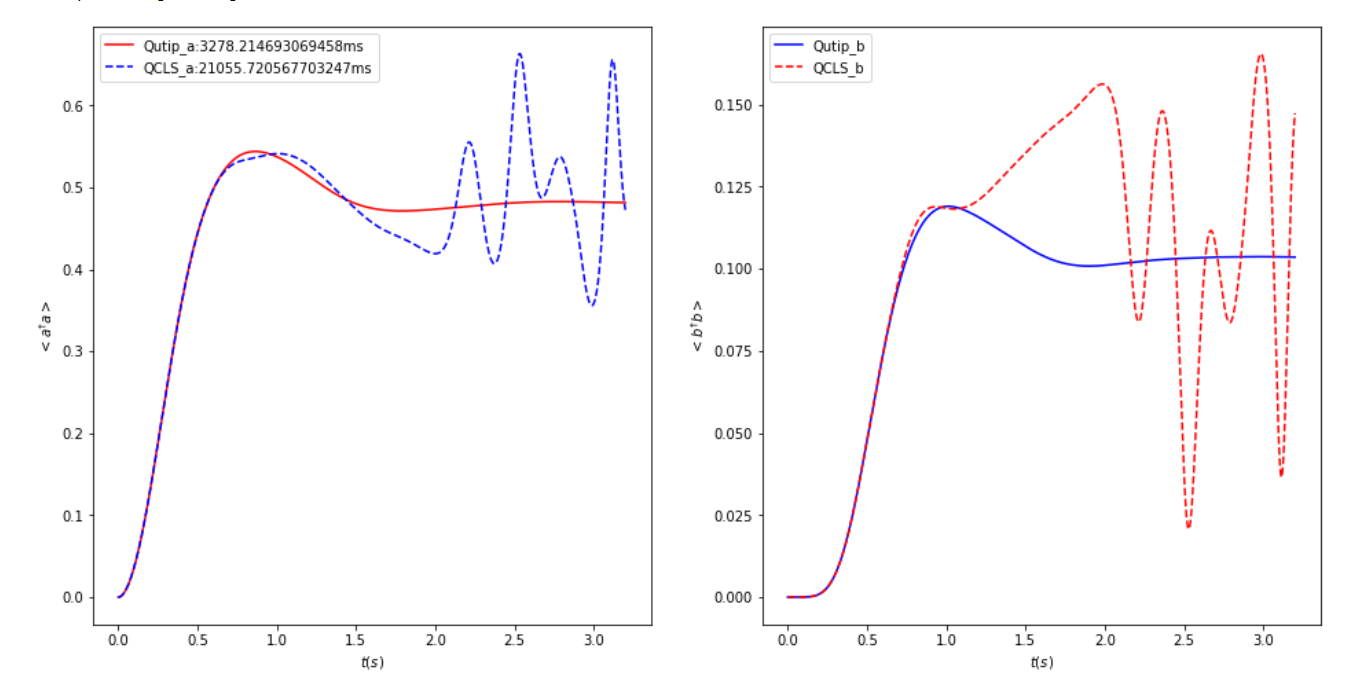 Qutip_a:3278.214693069458ms
QCLS_a:21055.720567703247ms
0.6
0.5
0.4
0.3
0.2
0.1
0.0
< a†a >
0.0 0.5 1.0 1.5 2.0 2.5 3.0
t(s)
Qutip_b
QCLS_b
0.150
0.125
0.100
0.075
0.050
0.025
0.000
< b†b >
0.0 0.5 1.0 1.5 2.0 2.5 3.0
t(s)